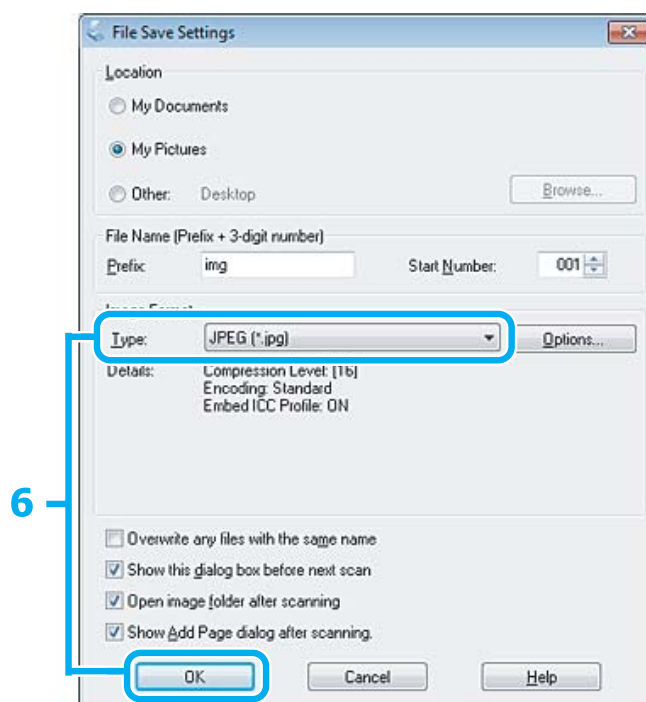 File Save Settings
Location
My Documents
My Pictures
Other: Desktop Browse...
File Name (Prefix + 3-digit number)
Prefix: img Start Number: 001
Image Format
Type: JPEG (*.jpg) Options...
Details: Compression Level: [16]
Encoding: Standard
Embed ICC Profile: ON
6
Overwrite any files with the same name
Show this dialog box before next scan
Open image folder after scanning
Show Add Page dialog after scanning.
OK Cancel Help